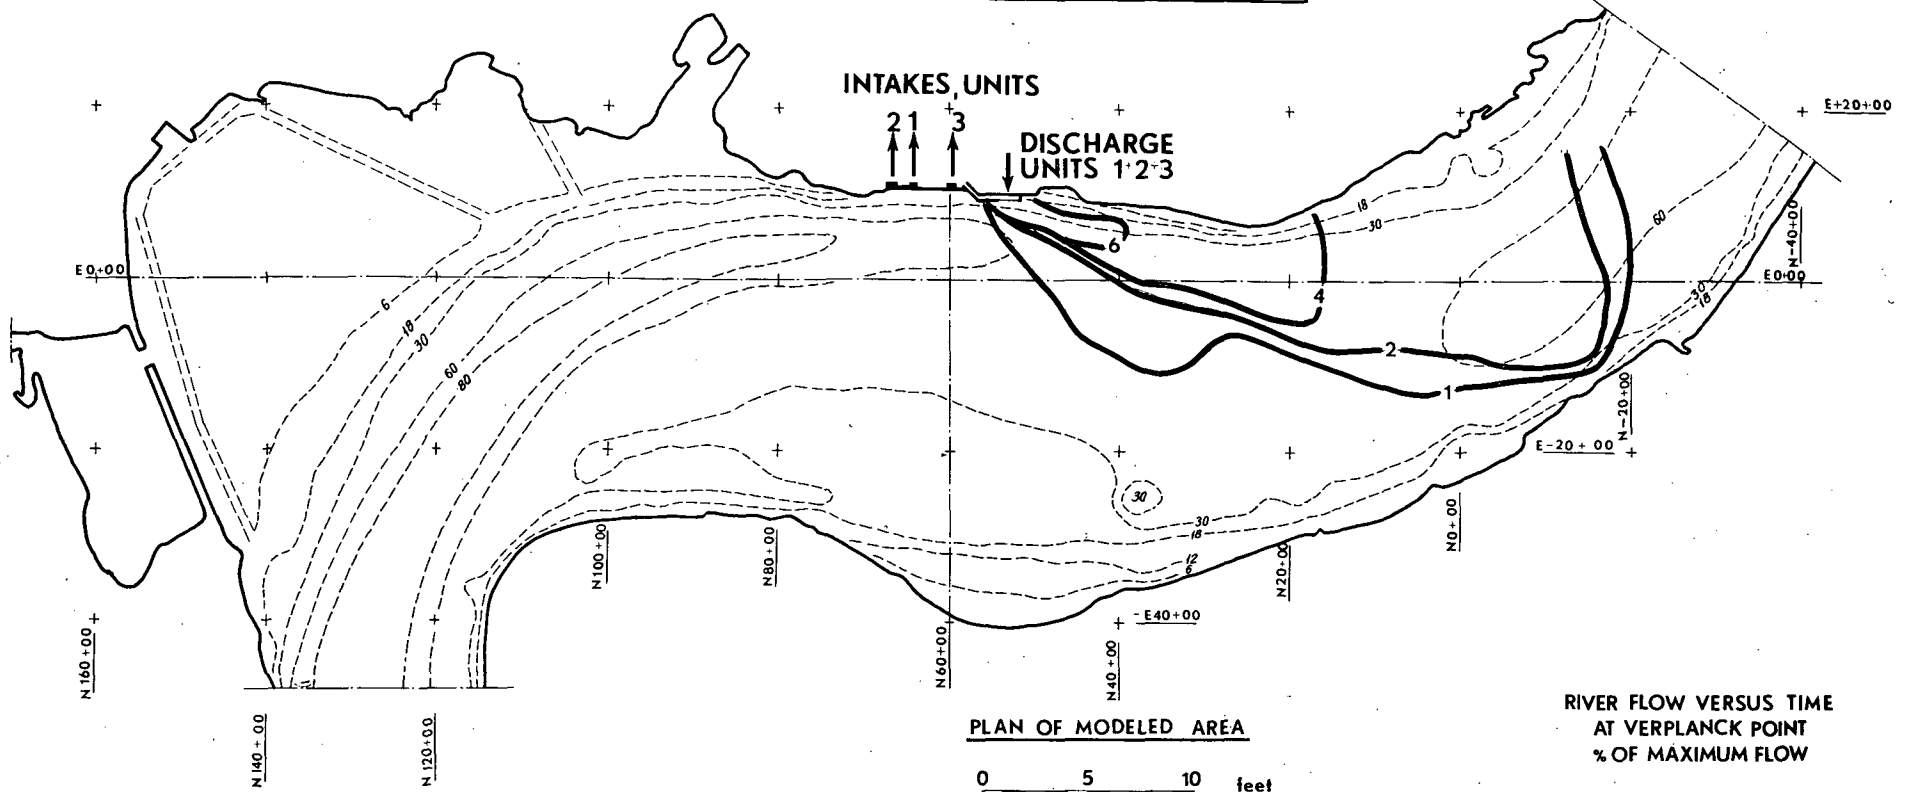 INTAKES, UNITS
2 1 3
DISCHARGE
UNITS 1+2+3
E+20+00
18
30
60
N-40+00
E0+00
E0+00
6
6
4
30
18
18
30
60
80
2
1
N-20+00
E-20+00
30
30
18
12
6
N100+00
N80+00
N20+00
N0+00
-E40+00
N160+00
N60+00
N40+00
N140+00
N120+00
PLAN OF MODELED AREA
0 5 10 feet
RIVER FLOW VERSUS TIME
AT VERPLANCK POINT
% OF MAXIMUM FLOW